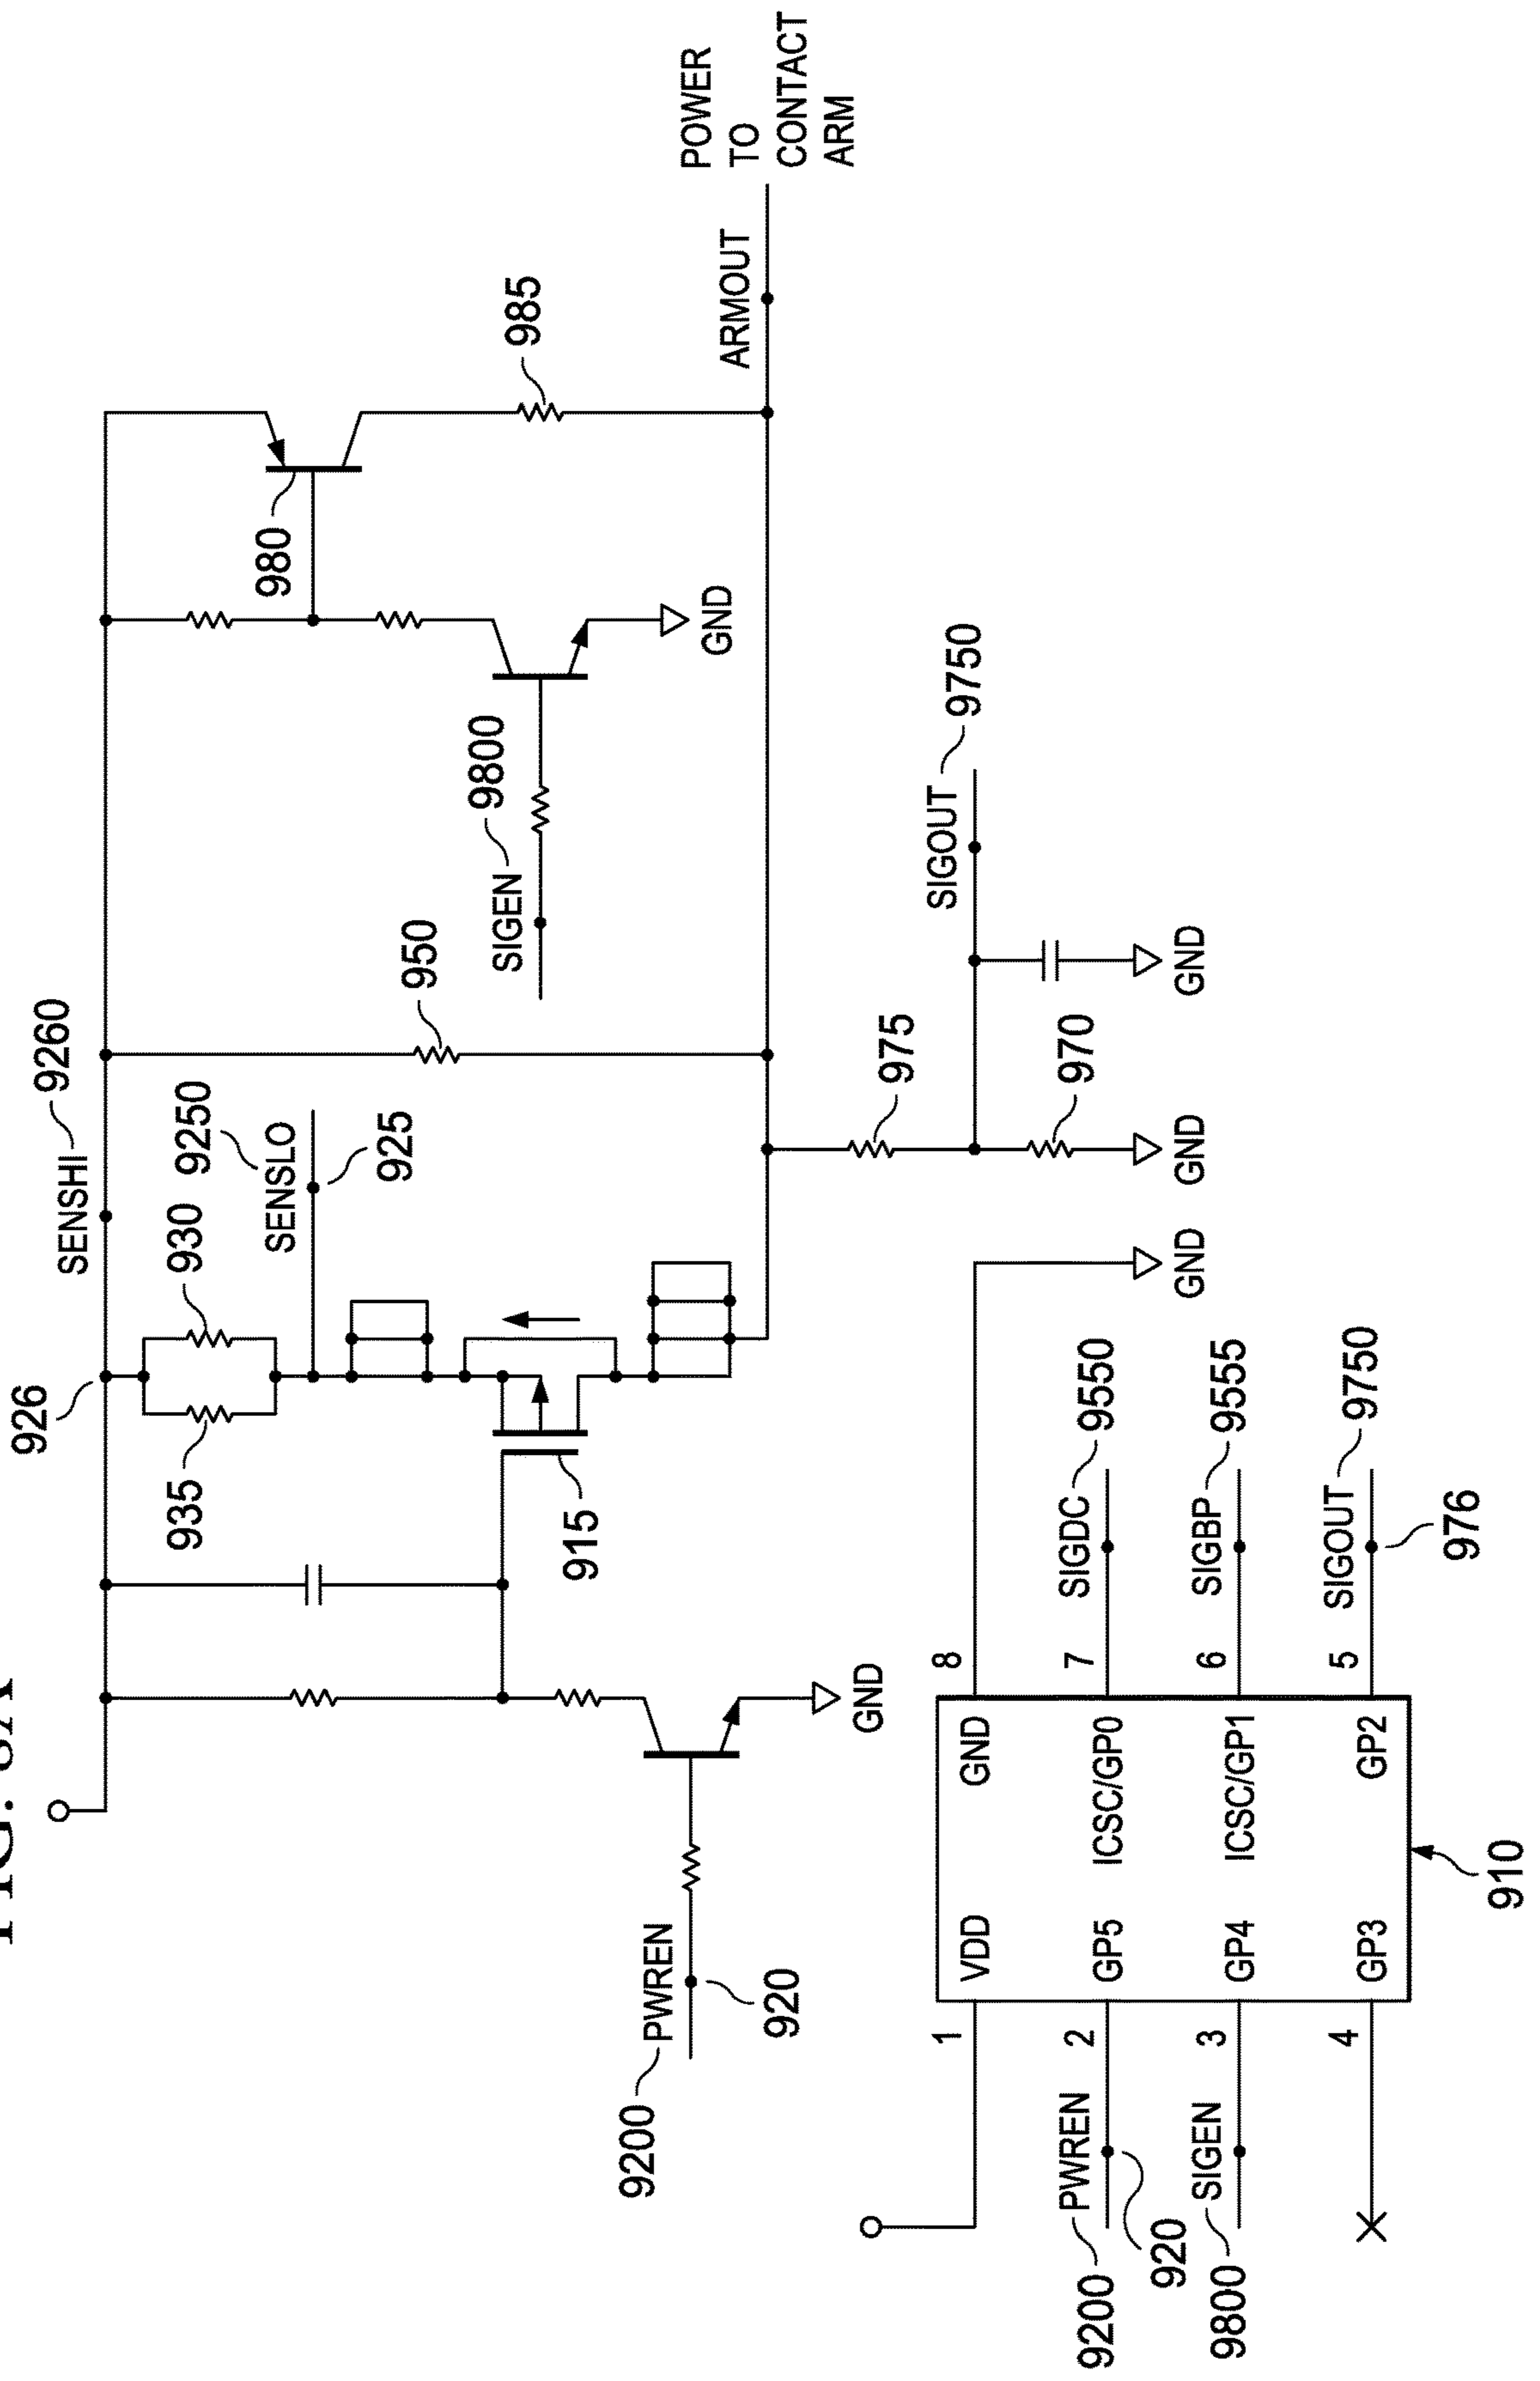 FIG.
926
SENSHI 9260
935
930
SENSLO 9250
925
980
950
SIGEN 9800
985
915
9200 PWREN
920
GND
ARMOUT
POWER
TO
CONTACT
ARM
GND
975
SIGOUT 9750
970
GND
GND
GND
1
VDD
GND
8
9200 PWREN
920
2
GP5
ICSC/GP0
7
SIGDC 9550
9800 SIGEN
3
GP4
ICSC/GP1
6
SIGBP 9555
4
GP3
GP2
5
SIGOUT 9750
976
910